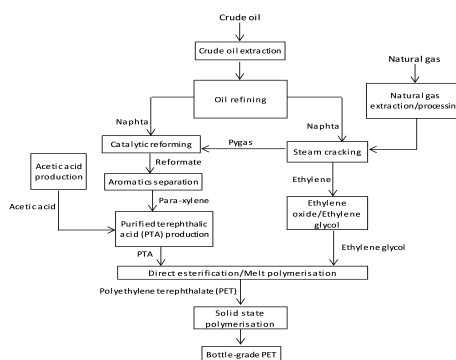 Crude oil
Crude oil extraction
Natural gas
Oil refining
Natural gas
extraction/processin
Naphta
Naphta
Catalytic reforming
Pygas
Steam cracking
Acetic acid
production
Reformate
Aromatics separation
Ethylene
Acetic acid
Para-xylene
Ethylene
oxide/Ethylene
glycol
Purified terephthalic
acid (PTA) production
PTA
Ethylene glycol
Direct esterification/Melt polymerisation
Polyethylene terephthalate (PET)
Solid state
polymerisation
Bottle-grade PET